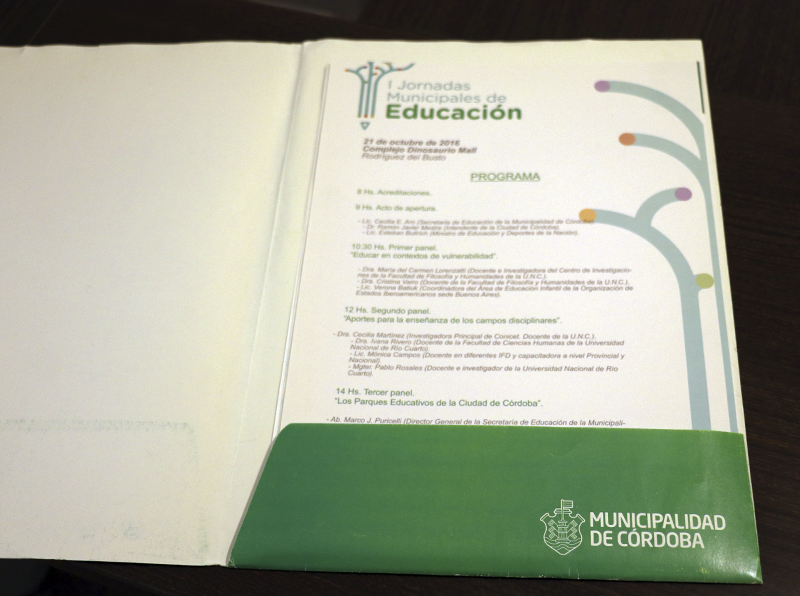 I Jornadas
Municipales de
Educación
21 de octubre de 2016
Complejo Dinosaurio Mall
Rodríguez del Busto
PROGRAMA
8 Hs. Acreditaciones.
9 Hs. Acto de apertura.
- Lic. Cecilia E. Aro (Secretaria de Educación de la Municipalidad de Córdoba)
- Dr. Ramón Javier Mestre (Intendente de la Ciudad de Córdoba).
- Lic. Esteban Bullrich (Ministro de Educación y Deportes de la Nación).
10:30 Hs. Primer panel.
"Educar en contextos de vulnerabilidad".
- Dra. María del Carmen Lorenzatti (Docente e Investigadora del Centro de Investigacio-
nes de la Facultad de Filosofía y Humanidades de la U.N.C.).
- Dra. Cristina Vairo (Docente de la Facultad de Filosofía y Humanidades de la U.N.C.).
- Lic. Verona Batiuk (Coordinadora del Área de Educación Infantil de la Organización de
Estados Iberoamericanos sede Buenos Aires).
12 Hs. Segundo panel.
"Aportes para la enseñanza de los campos disciplinares".
- Dra. Cecilia Martínez (Investigadora Principal de Conicet. Docente de la U.N.C.).
- Dra. Ivana Rivero (Docente de la Facultad de Ciencias Humanas de la Universidad
Nacional de Río Cuarto).
- Lic. Mónica Campos (Docente en diferentes IFD y capacitadora a nivel Provincial y
Nacional).
- Mgter. Pablo Rosales (Docente e investigador de la Universidad Nacional de Río
Cuarto).
14 Hs. Tercer panel.
"Los Parques Educativos de la Ciudad de Córdoba".
- Ab. Marco J. Puricelli (Director General de la Secretaría de Educación de la Municipali-
MUNICIPALIDAD
DE CÓRDOBA